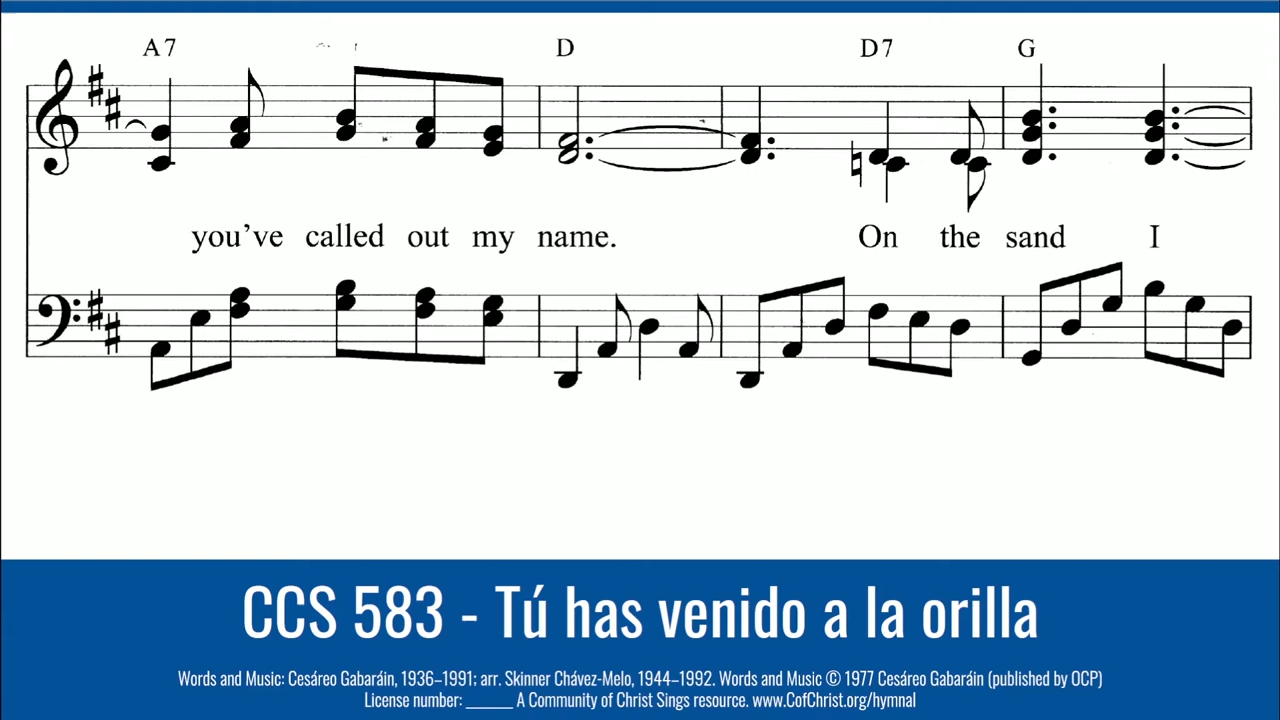 A7 D D7 G
you've called out my name. On the sand I
CCS 583 - Tú has venido a la orilla
Words and Music: Cesáreo Gabaráin, 1936–1991; arr. Skinner Chávez-Melo, 1944–1992. Words and Music © 1977 Cesáreo Gabaráin (published by OCP)
License number: ______ A Community of Christ Sings resource. www.CofChrist.org/hymnal